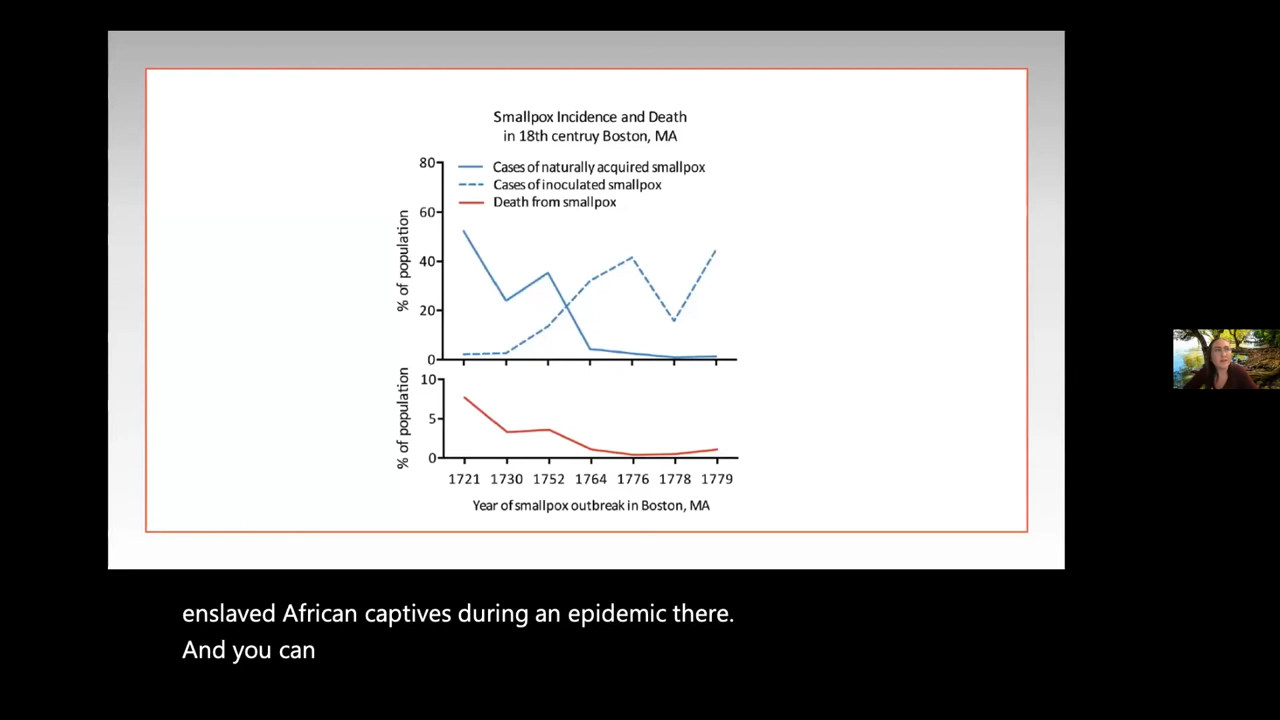 Smallpox Incidence and Death
in 18th centruy Boston, MA
80
Cases of naturally acquired smallpox
Cases of inoculated smallpox
Death from smallpox
60
40
20
0
% of population
10
5
0
% of population
1721 1730 1752 1764 1776 1778 1779
Year of smallpox outbreak in Boston, MA
enslaved African captives during an epidemic there.
And you can